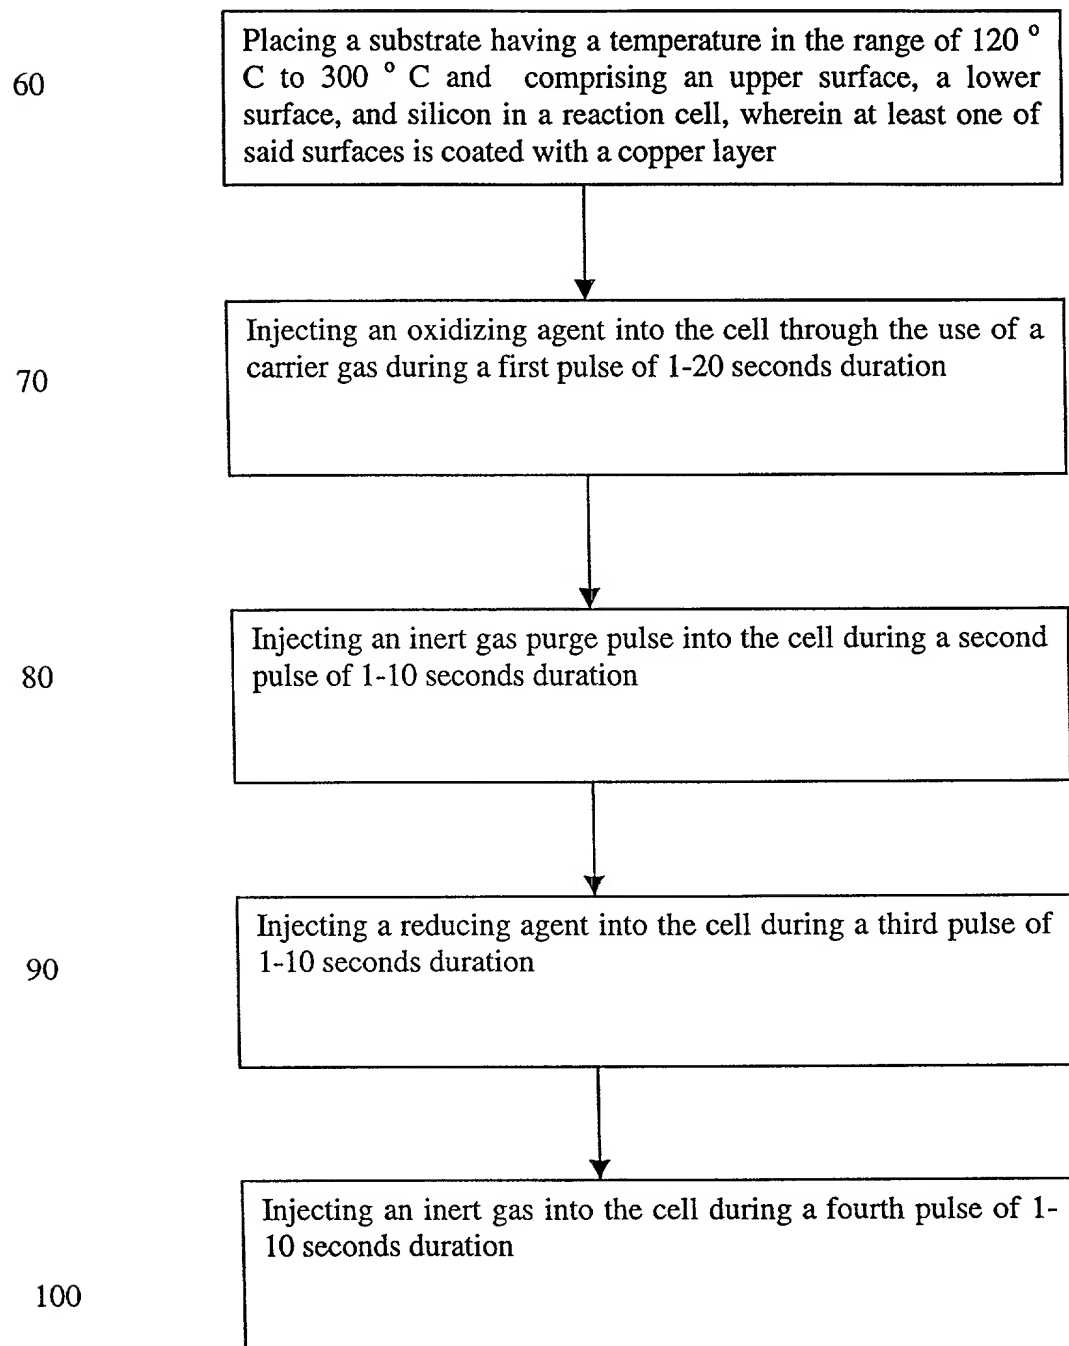 60
Placing a substrate having a temperature in the range of 120 °
C to 300 ° C and comprising an upper surface, a lower
surface, and silicon in a reaction cell, wherein at least one of
said surfaces is coated with a copper layer
70
Injecting an oxidizing agent into the cell through the use of a
carrier gas during a first pulse of 1-20 seconds duration
80
Injecting an inert gas purge pulse into the cell during a second
pulse of 1-10 seconds duration
90
Injecting a reducing agent into the cell during a third pulse of
1-10 seconds duration
100
Injecting an inert gas into the cell during a fourth pulse of 1-
10 seconds duration